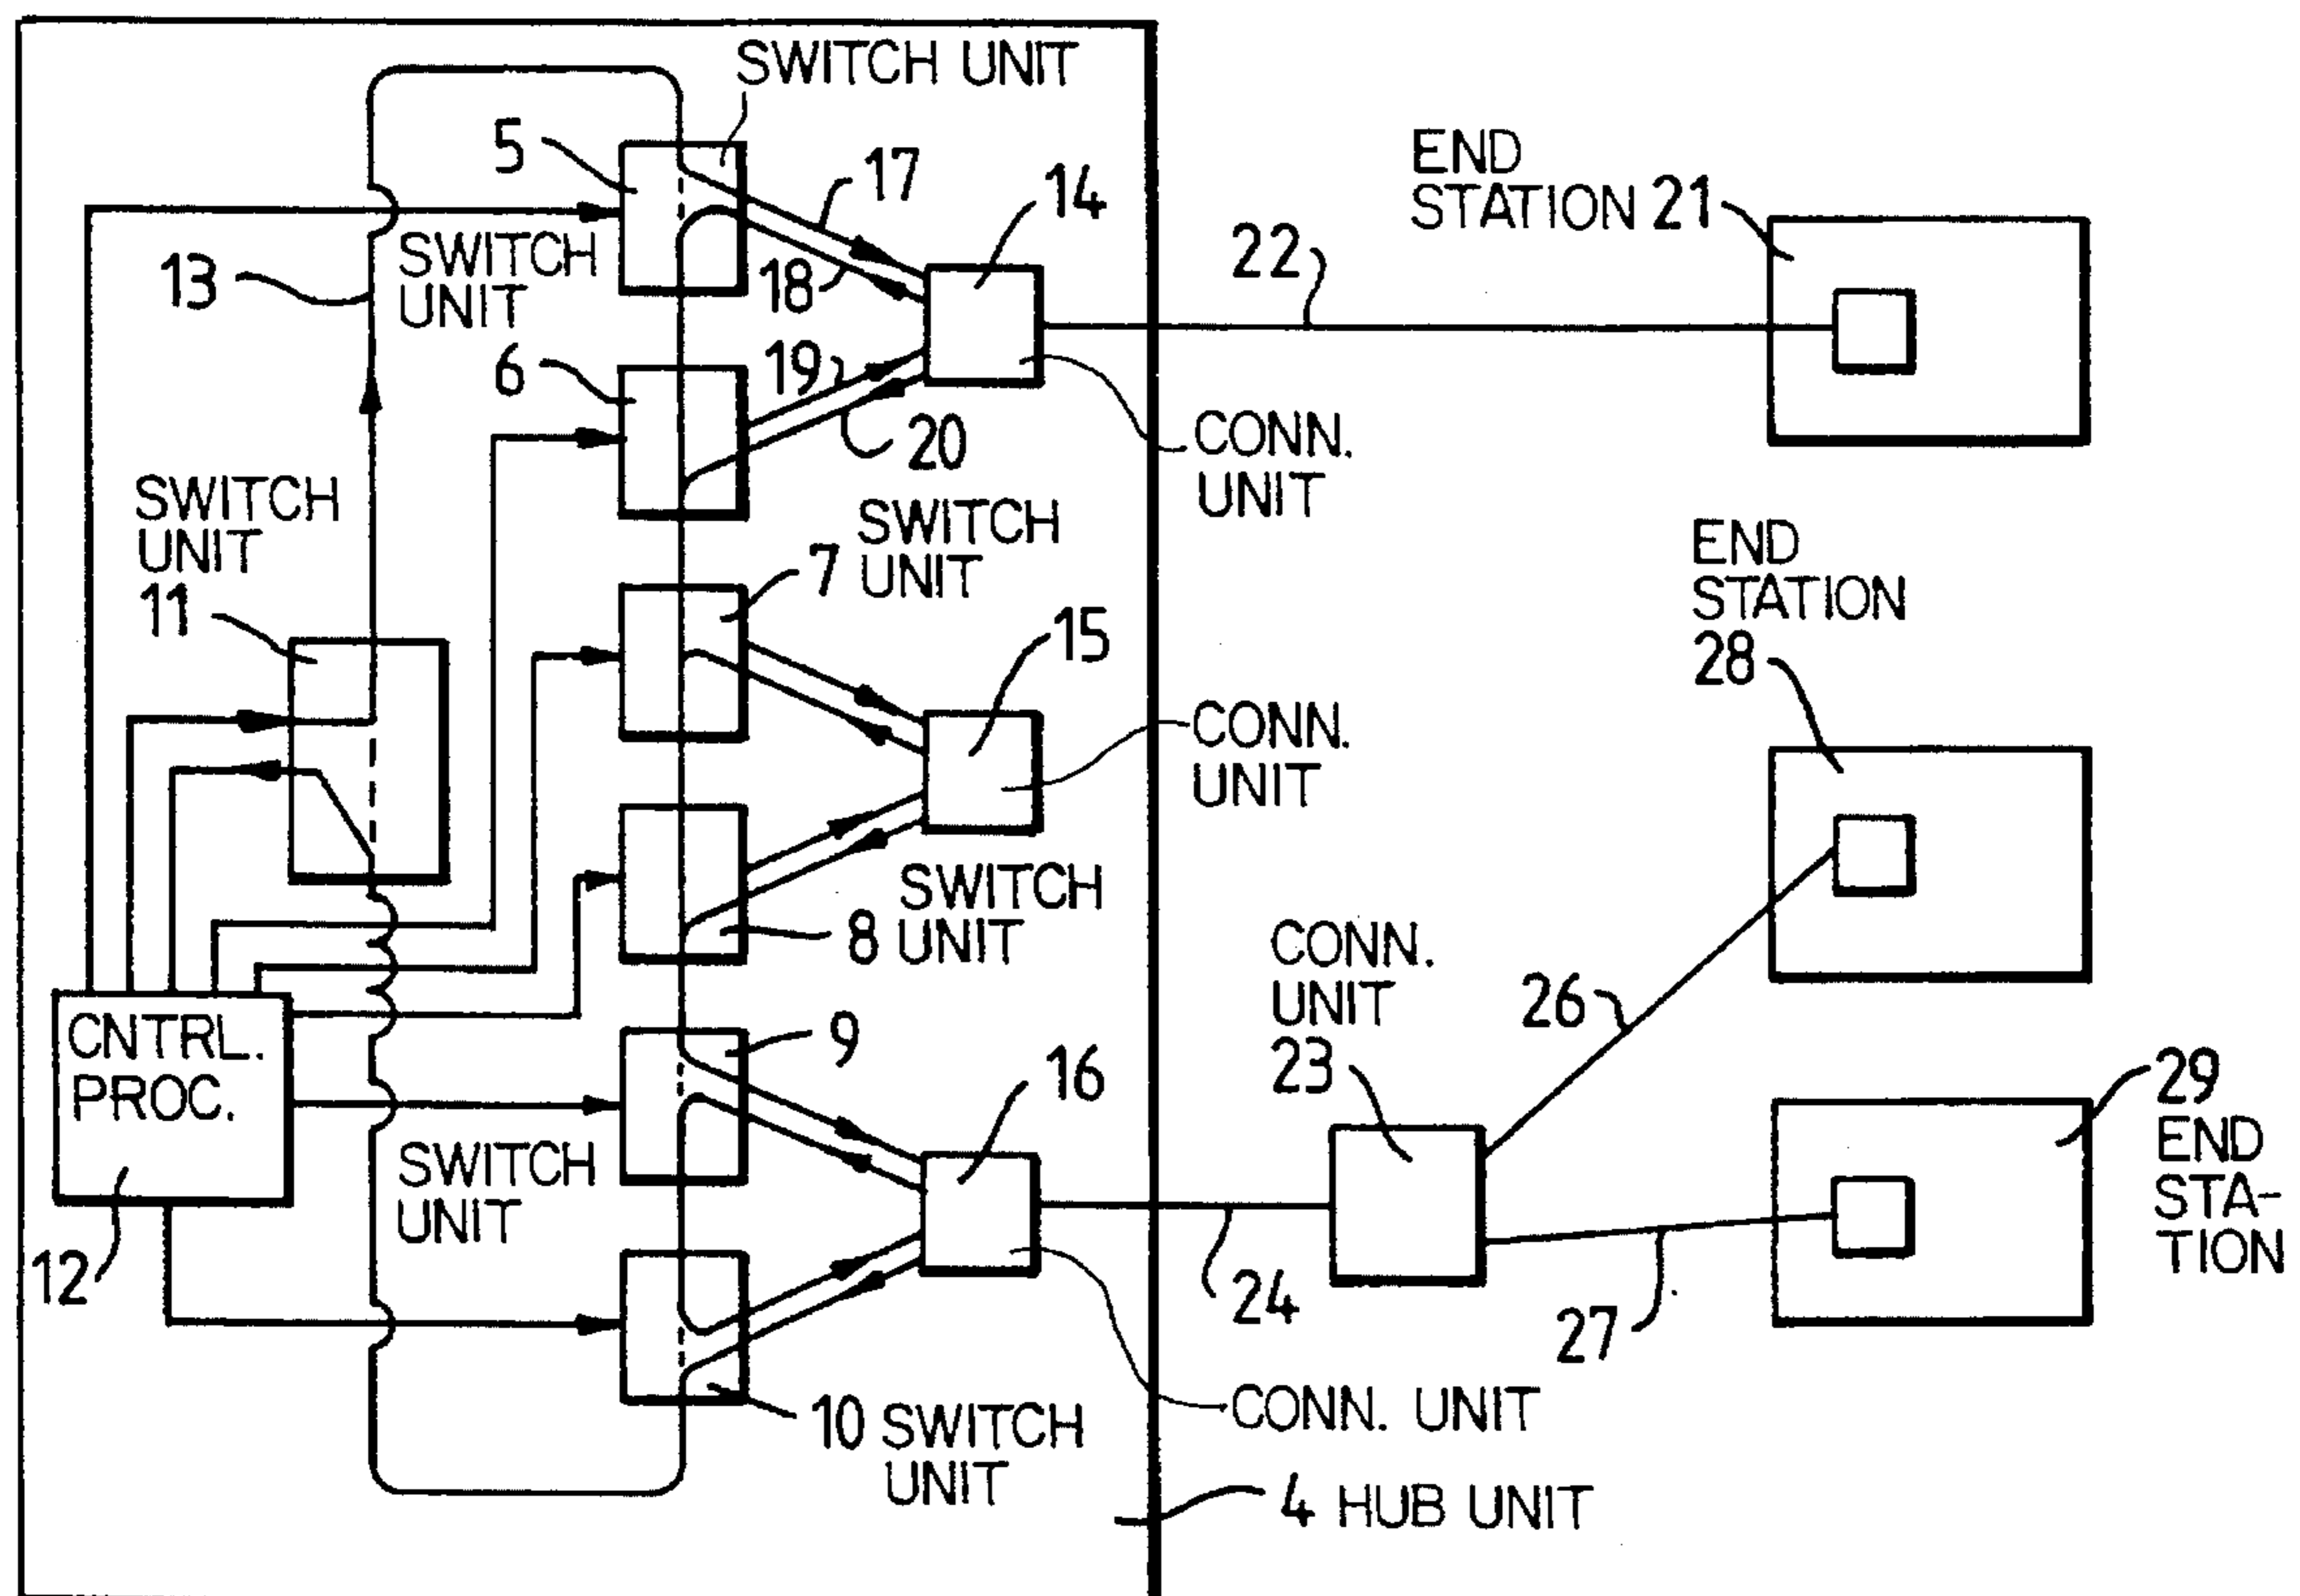 SWITCH UNIT
5
17
14
END
STATION 21
SWITCH
UNIT
13
18
22
6
19
20
CONN.
UNIT
SWITCH
UNIT
11
7 SWITCH
UNIT
END
STATION
28
15
CONN.
UNIT
8 SWITCH
UNIT
CONN.
UNIT
23
26
CNTRL.
PROC.
12
9
16
29
END
STA-
TION
SWITCH
UNIT
24
27
10 SWITCH
UNIT
CONN. UNIT
4 HUB UNIT